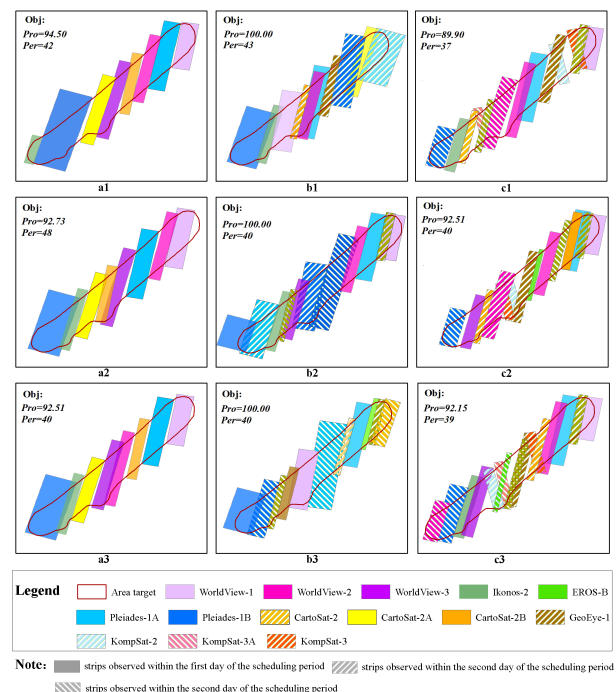 Obj:
Pro=94.50
Per=42
a1
Obj:
Pro=100.00
Per=43
b1
Obj:
Pro=89.90
Per=37
c1
Obj:
Pro=92.73
Per=48
a2
Obj:
Pro=100.00
Per=40
b2
Obj:
Pro=92.51
Per=40
c2
Obj:
Pro=92.51
Per=40
a3
Obj:
Pro=100.00
Per=40
b3
Obj:
Pro=92.15
Per=39
c3
Legend Area target WorldView-1 WorldView-2 WorldView-3 Ikonos-2 EROS-B
Pleiades-1A Pleiades-1B CartoSat-2 CartoSat-2A CartoSat-2B GeoEye-1
KompSat-2 KompSat-3A KompSat-3
Note: strips observed within the first day of the scheduling period strips observed within the second day of the scheduling period
strips observed within the second day of the scheduling period